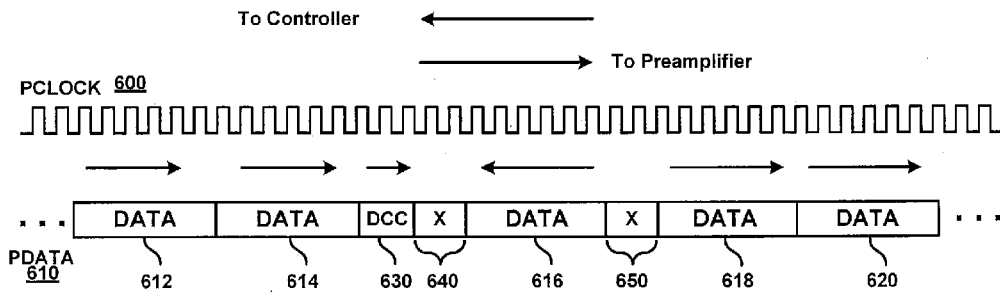 To Controller
To Preamplifier
PCLOCK 600
. . . DATA DATA DCC X DATA X DATA DATA . . .
PDATA
610
612 614 630 640 616 650 618 620